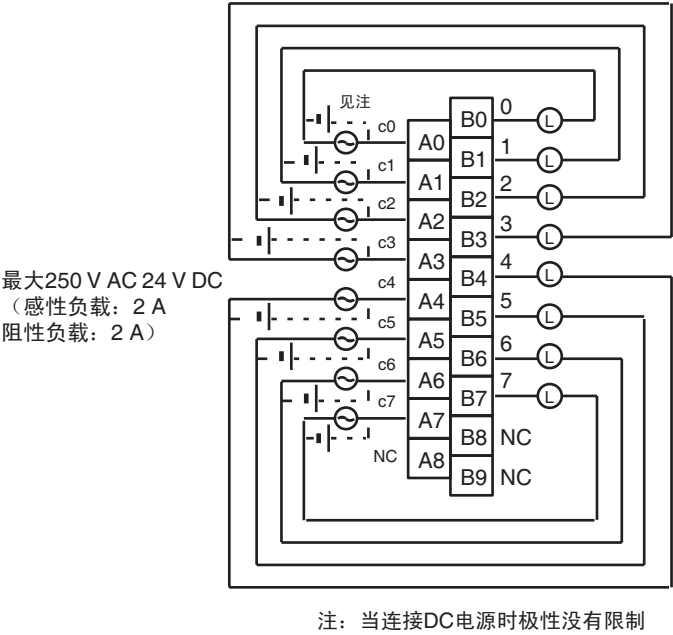 见注
c0
c1
c2
c3
c4
c5
c6
c7
NC
A0
A1
A2
A3
A4
A5
A6
A7
A8
B0
B1
B2
B3
B4
B5
B6
B7
B8
B9
0
1
2
3
4
5
6
7
NC
NC
L
L
L
L
L
L
L
L
最大250 V AC 24 V DC
（感性负载：2 A
阻性负载：2 A）
注：当连接DC电源时极性没有限制